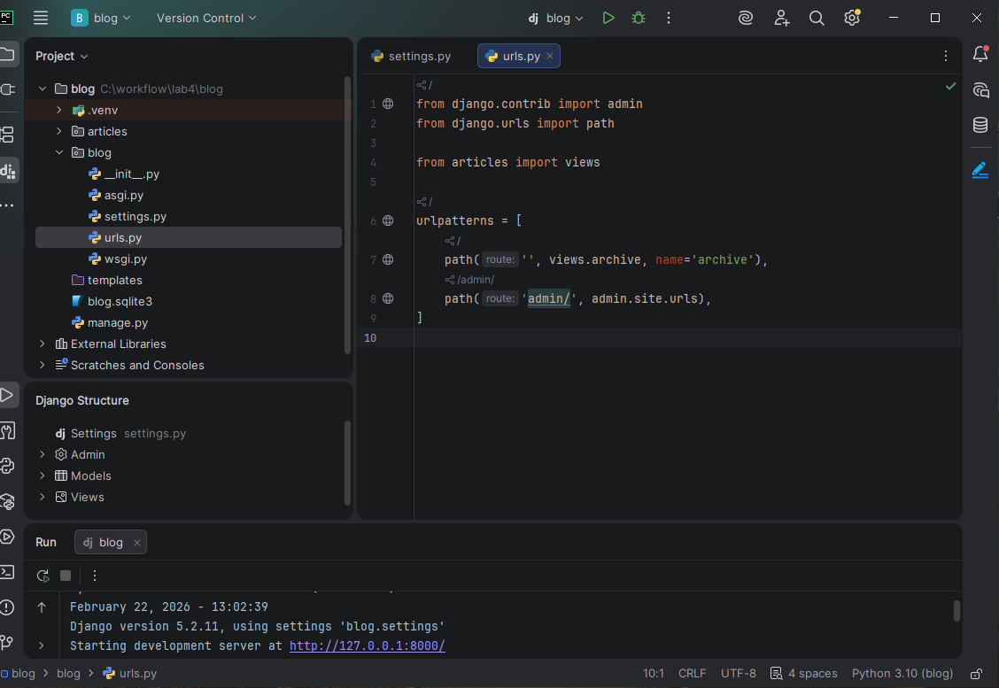 PC
B blog
Version Control
dj blog
Project
blog C:\workflow\lab4\blog
.venv
articles
blog
__init__.py
asgi.py
settings.py
urls.py
wsgi.py
templates
blog.sqlite3
manage.py
External Libraries
Scratches and Consoles
Django Structure
dj Settings settings.py
Admin
Models
Views
settings.py
urls.py
/
1 from django.contrib import admin
2 from django.urls import path
3
4 from articles import views
5
/
6 urlpatterns = [
/
7 path( route: '', views.archive, name='archive'),
/admin/
8 path( route: 'admin/', admin.site.urls),
9 ]
10
Run
dj blog
February 22, 2026 - 13:02:39
Django version 5.2.11, using settings 'blog.settings'
Starting development server at http://127.0.0.1:8000/
blog > blog > urls.py
10:1 CRLF UTF-8 4 spaces Python 3.10 (blog)